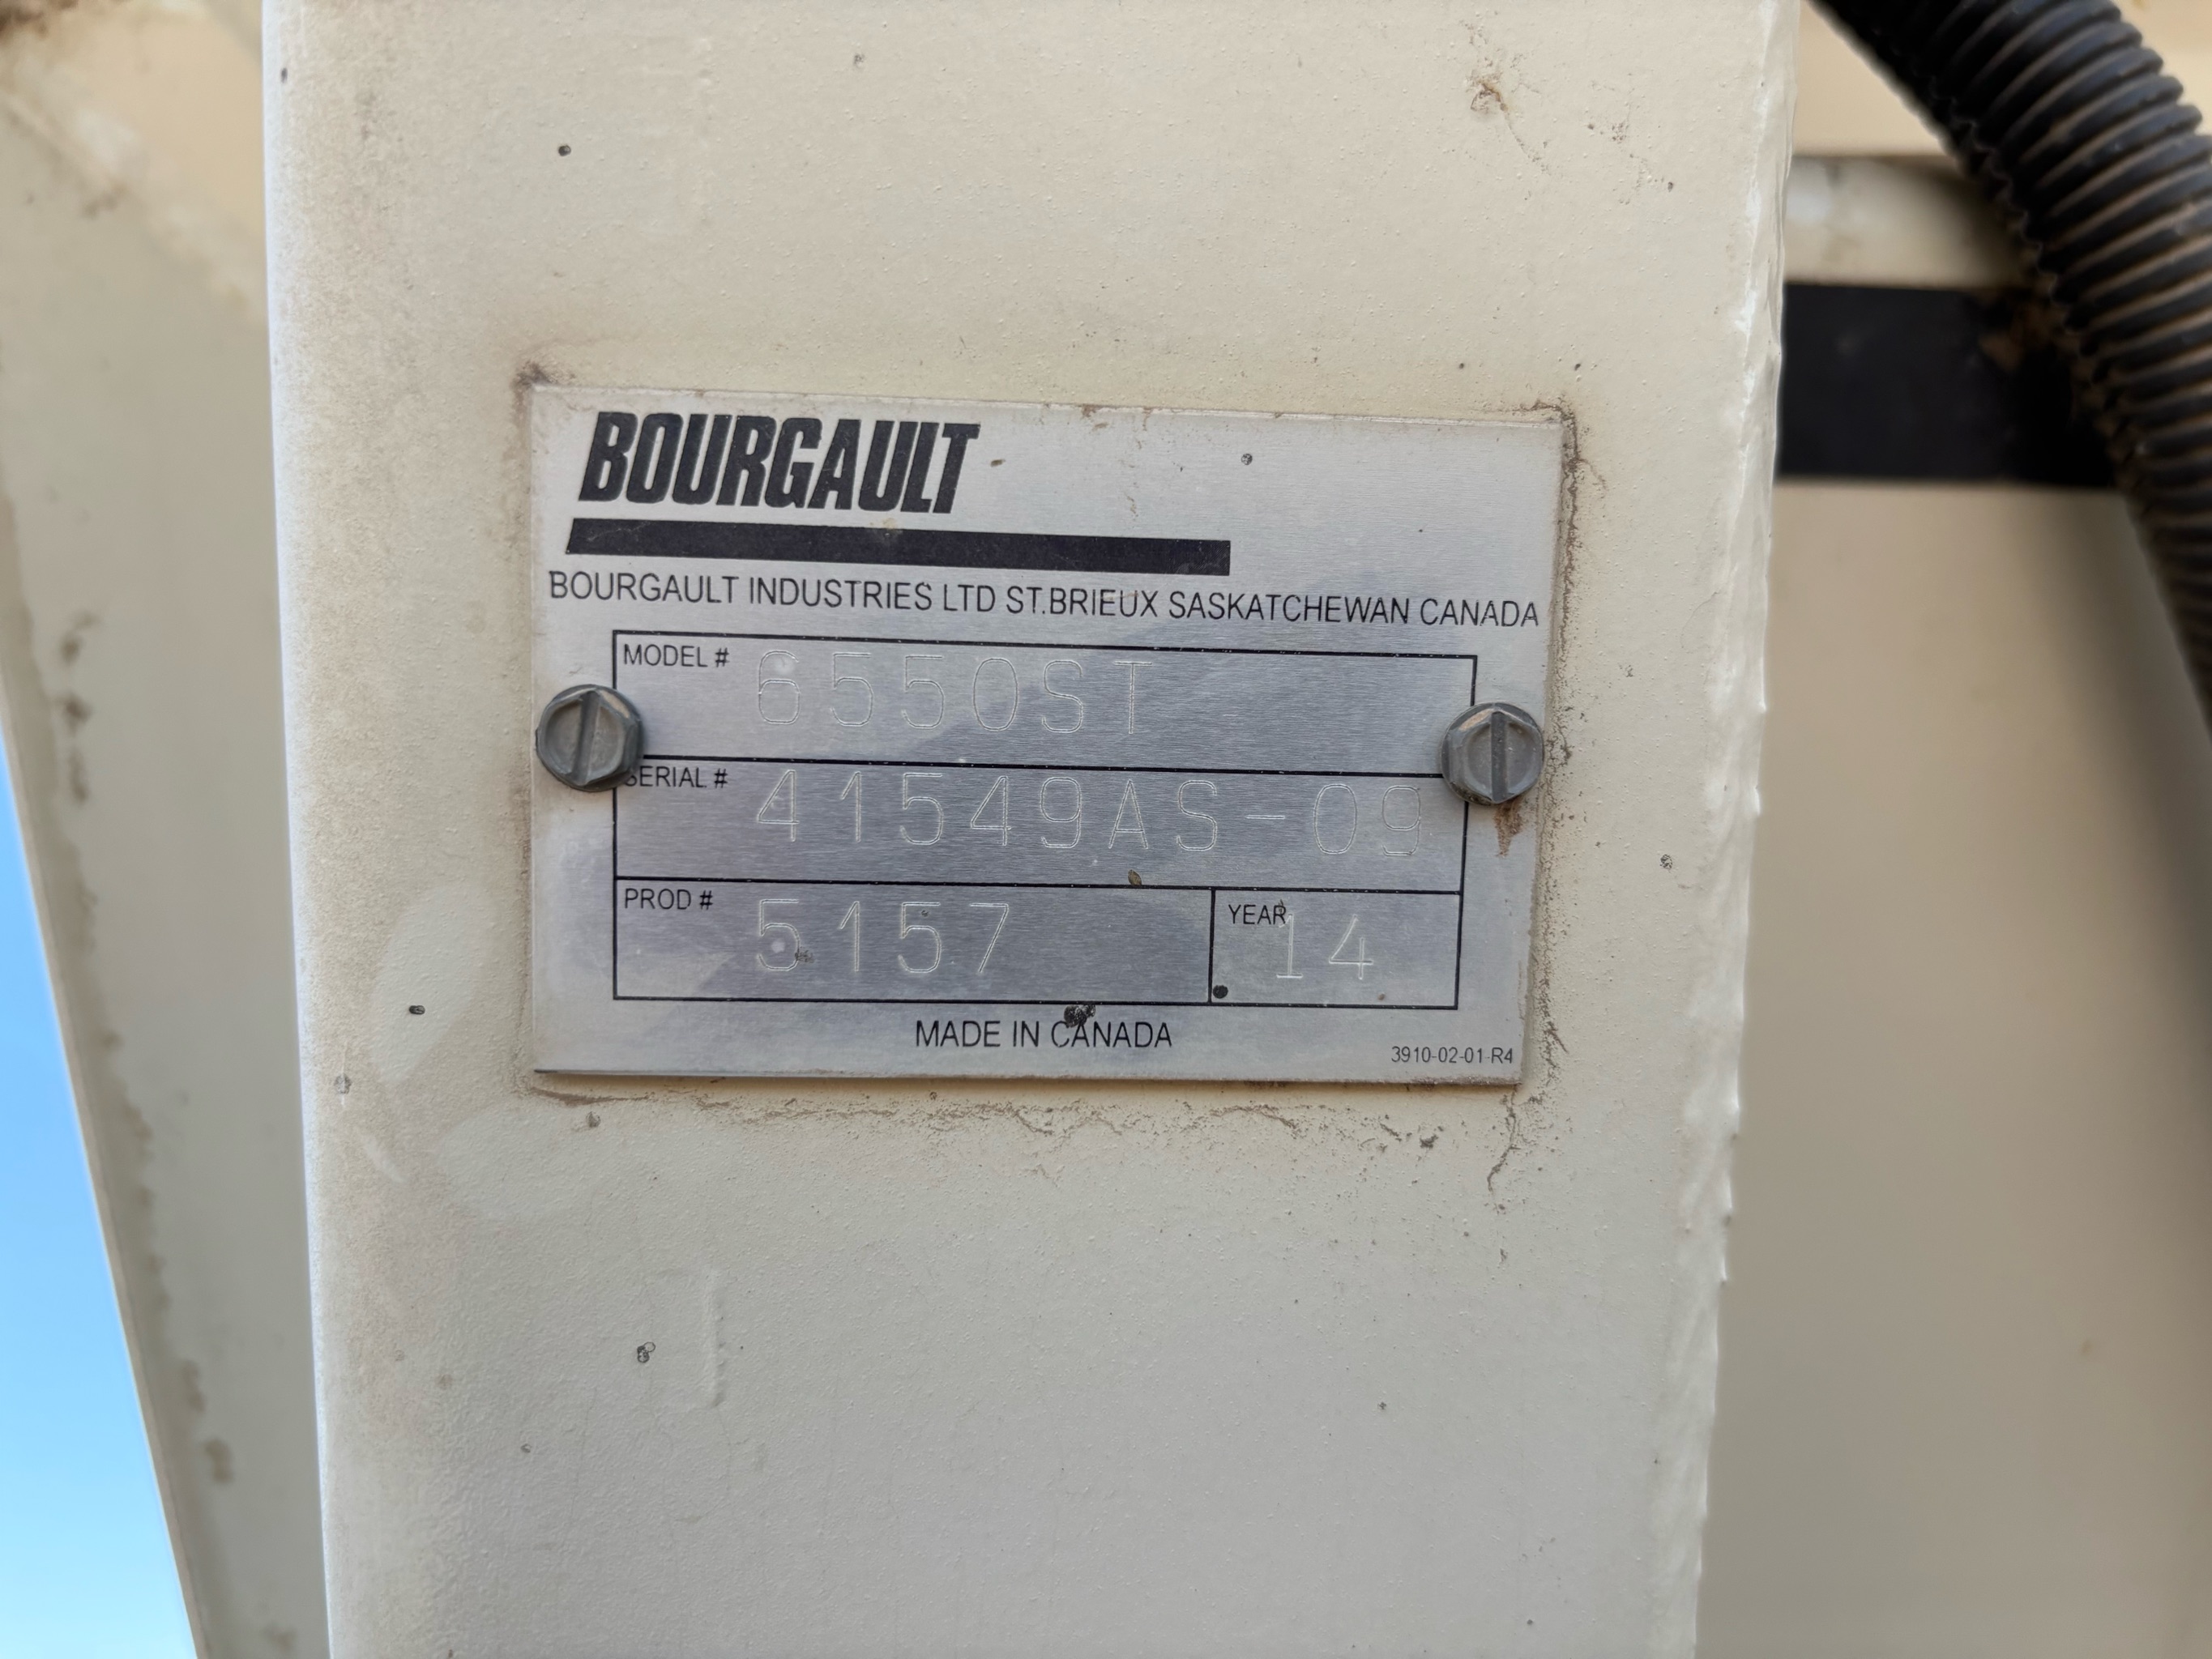 BOURGAULT
BOURGAULT INDUSTRIES LTD ST.BRIEUX SASKATCHEWAN CANADA
MODEL # 6550ST
SERIAL # 41549AS-09
PROD # 5157 YEAR 14
MADE IN CANADA
3910-02-01-R4